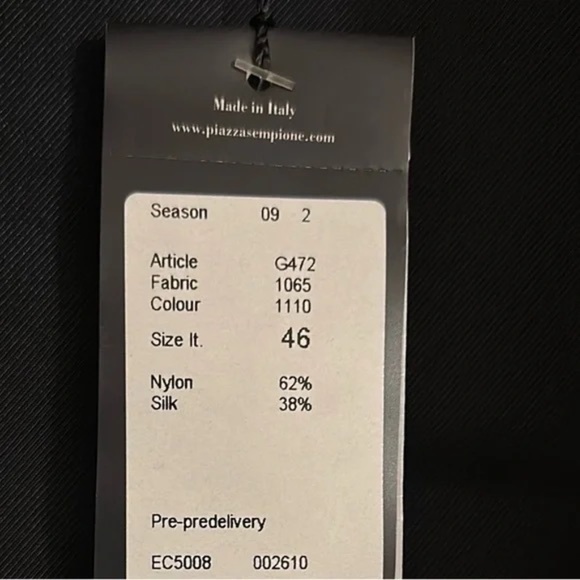 Made in Italy
www.piazzasempione.com
Season 09 2
Article G472
Fabric 1065
Colour 1110
Size It. 46
Nylon 62%
Silk 38%
Pre-predelivery
EC5008 002610